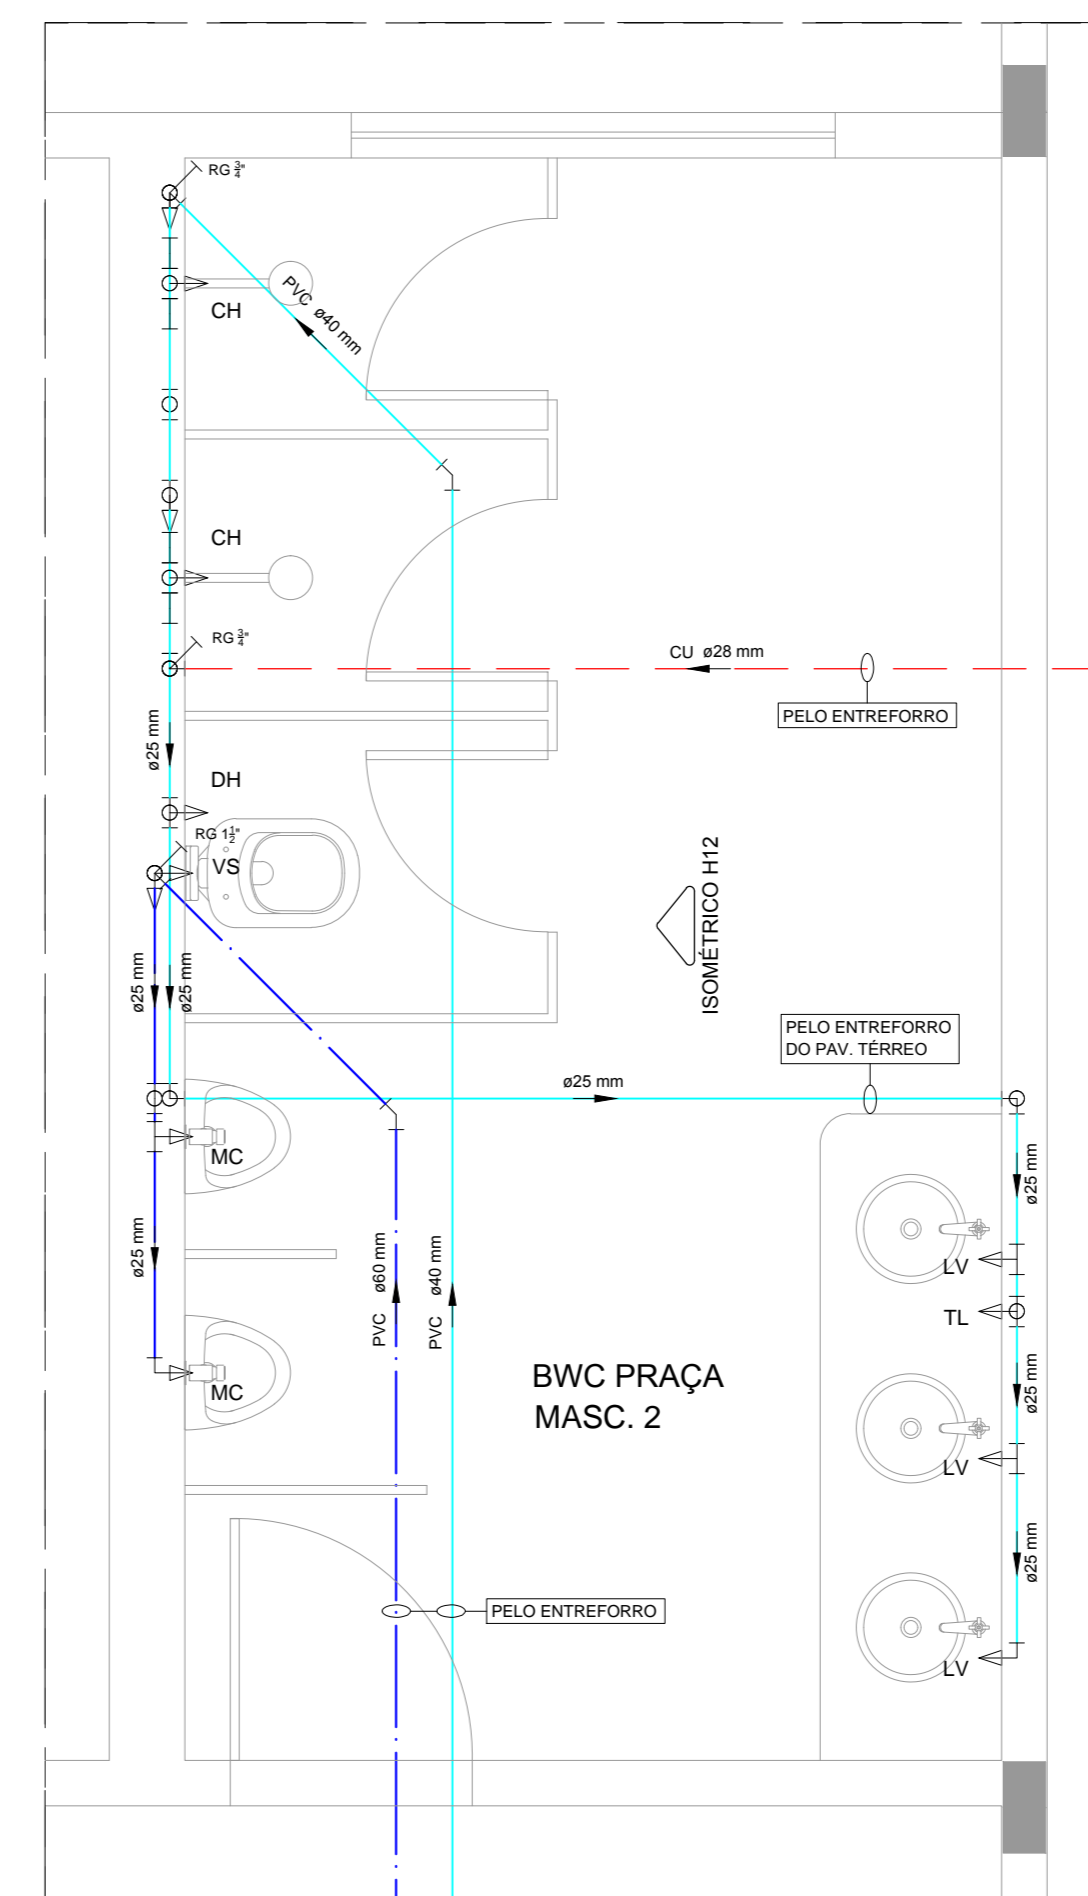 RG 3/4"
PVC ø40 mm
CH
CH
RG 3/4"
CU ø28 mm
PELO ENTREFORRO
ø25 mm
DH
RG 1 1/2"
VS
ISOMÉTRICO H12
ø25 mm
ø25 mm
PELO ENTREFORRO
DO PAV. TÉRREO
ø25 mm
MC
ø25 mm
ø25 mm
LV
PVC ø60 mm
PVC ø40 mm
TL
MC
BWC PRAÇA
MASC. 2
ø25 mm
LV
ø25 mm
PELO ENTREFORRO
LV